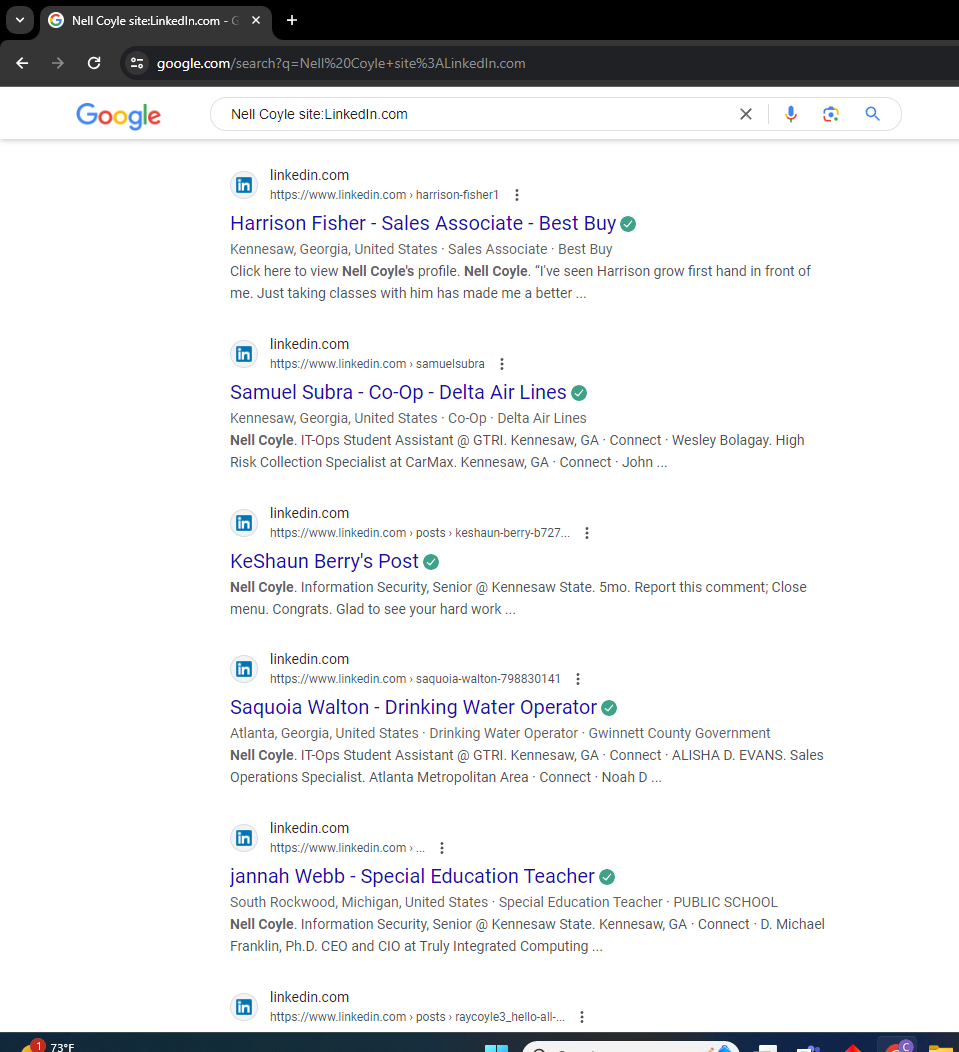 Nell Coyle site:LinkedIn.com - G
google.com/search?q=Nell%20Coyle+site%3ALinkedIn.com
Google
Nell Coyle site:LinkedIn.com
linkedin.com
https://www.linkedin.com › harrison-fisher1
Harrison Fisher - Sales Associate - Best Buy
Kennesaw, Georgia, United States · Sales Associate · Best Buy
Click here to view Nell Coyle's profile. Nell Coyle. “I've seen Harrison grow first hand in front of
me. Just taking classes with him has made me a better ...
linkedin.com
https://www.linkedin.com › samuelsubra
Samuel Subra - Co-Op - Delta Air Lines
Kennesaw, Georgia, United States · Co-Op · Delta Air Lines
Nell Coyle. IT-Ops Student Assistant @ GTRI. Kennesaw, GA · Connect · Wesley Bolagay. High
Risk Collection Specialist at CarMax. Kennesaw, GA · Connect · John ...
linkedin.com
https://www.linkedin.com › posts › keshaun-berry-b727...
KeShaun Berry's Post
Nell Coyle. Information Security, Senior @ Kennesaw State. 5mo. Report this comment; Close
menu. Congrats. Glad to see your hard work ...
linkedin.com
https://www.linkedin.com › saquoia-walton-798830141
Saquoia Walton - Drinking Water Operator
Atlanta, Georgia, United States · Drinking Water Operator · Gwinnett County Government
Nell Coyle. IT-Ops Student Assistant @ GTRI. Kennesaw, GA · Connect · ALISHA D. EVANS. Sales
Operations Specialist. Atlanta Metropolitan Area · Connect · Noah D ...
linkedin.com
https://www.linkedin.com › ...
jannah Webb - Special Education Teacher
South Rockwood, Michigan, United States · Special Education Teacher · PUBLIC SCHOOL
Nell Coyle. Information Security, Senior @ Kennesaw State. Kennesaw, GA · Connect · D. Michael
Franklin, Ph.D. CEO and CIO at Truly Integrated Computing ...
linkedin.com
https://www.linkedin.com › posts › raycoyle3_hello-all-...
1
73°F
C